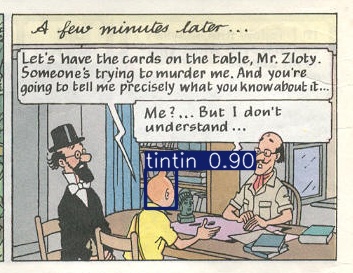 A few minutes later...
Let's have the cards on the table, Mr. Zloty.
Someone's trying to murder me. And you're
going to tell me precisely what you know about it...
Me?... But I don't
understand...
tintin 0.90